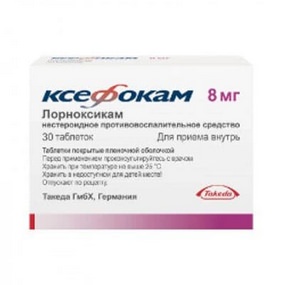 ксефокам 8 мг
Лорноксикам
нестероидное противовоспалительное средство
30 таблеток Для приема внутрь
Таблетки покрытые пленочной оболочкой
Перед применением проконсультируйтесь с врачом
Хранить при температуре не выше 25 °C
Хранить в недоступном для детей месте!
Отпускают по рецепту.
Такеда ГмбХ, Германия
Takeda